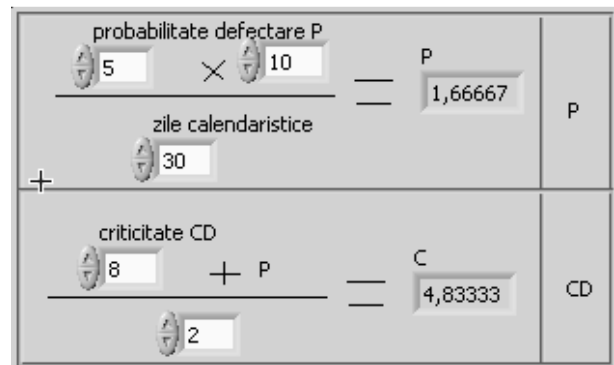 probabilitate defectare P
5 × 10 = P 1,66667 P
zile calendaristice
30
criticitate CD
8 + P = C 4,83333 CD
2